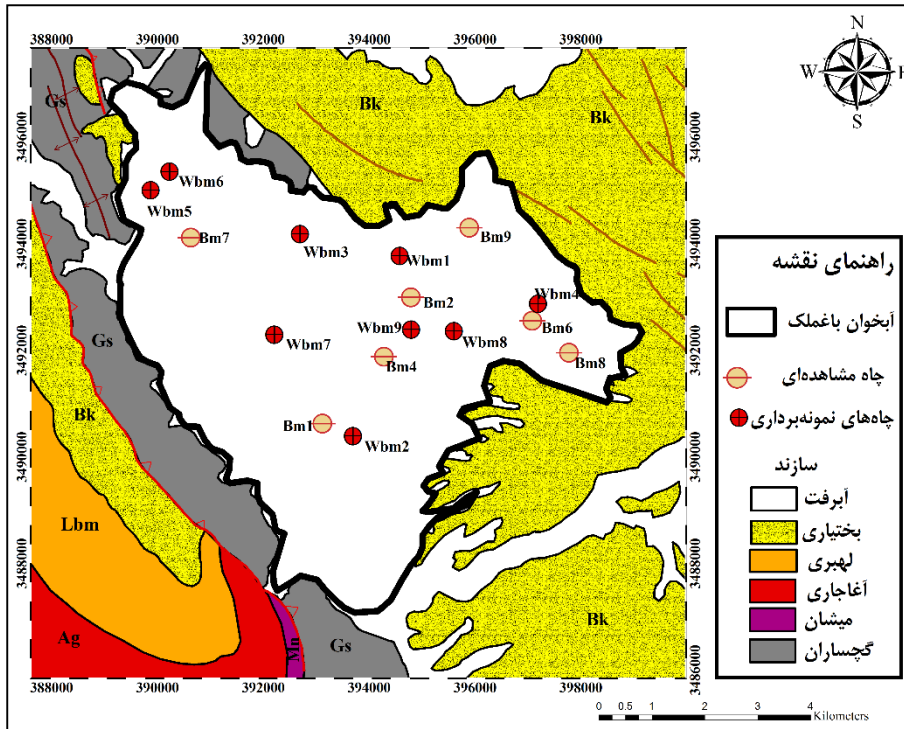 N
W E
S
388000 390000 392000 394000 396000 398000
3496000
3494000
3492000
3490000
3488000
3486000
Gs
Bk
Bk
Wbm6
Wbm5
Bm7
Wbm3
Bm9
Wbm1
Bm2
Wbm4
Bm6
Wbm9
Wbm8
Wbm7
Bm4
Bm8
Gs
Bk
Bm1
Wbm2
Lbm
Ag
Mn
Gs
Bk
3496000
3494000
3492000
3490000
3488000
3486000
388000 390000 392000 394000 396000 398000
راهنمای نقشه
آبخوان باغملک
چاه مشاهده‌ای
چاه‌های نمونه‌برداری
سازند
آبرفت
بختیاری
لهبری
آغاجاری
میشان
گچساران
0 0.5 1 2 3 4
Kilometers